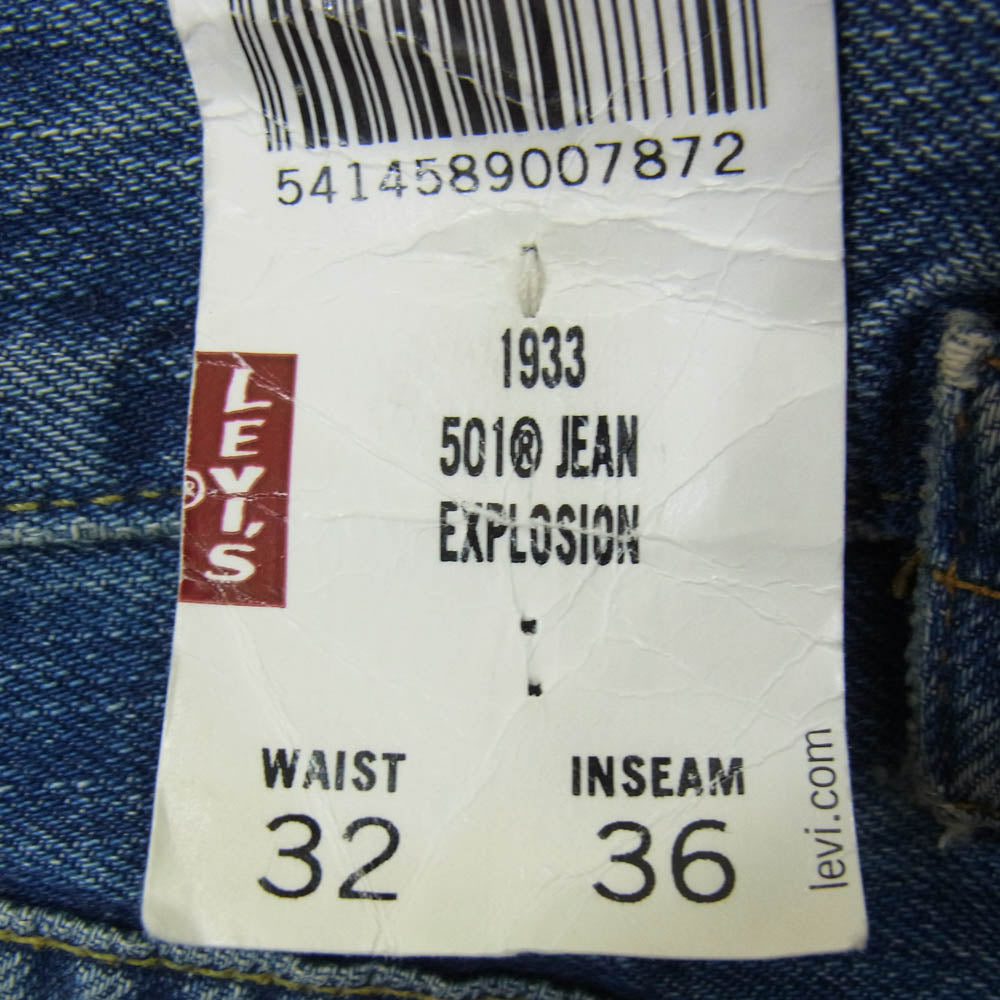 5414589007872
1933
501® JEAN
EXPLOSION
LEVI'S
®
WAIST
32
INSEAM
36
levi.com